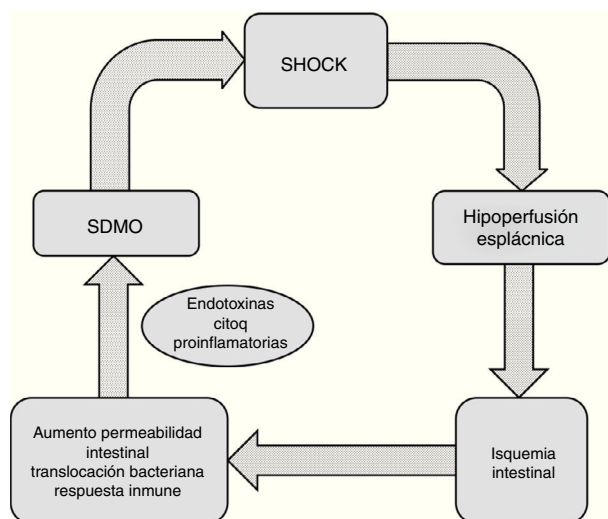 SHOCK
Hipoperfusión
esplácnica
SDMO
Endotoxinas
citoq
proinflamatorias
Aumento permeabilidad
intestinal
translocación bacteriana
respuesta inmune
Isquemia
intestinal